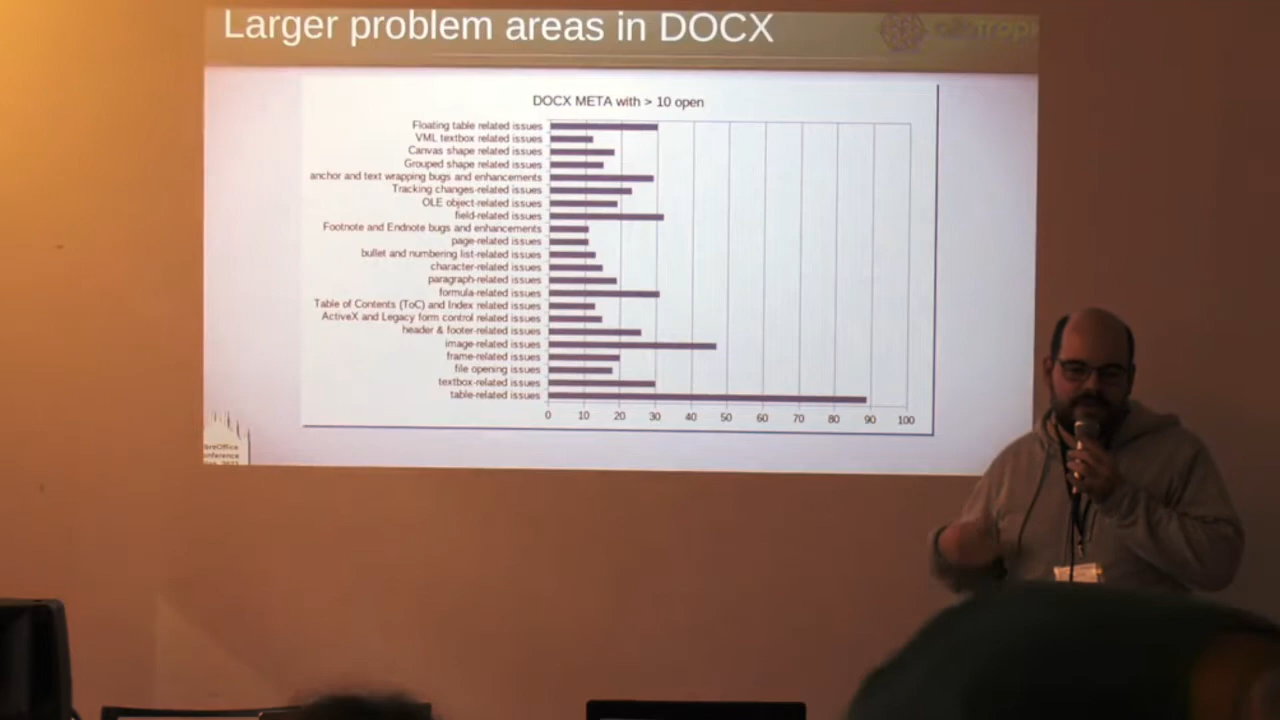 Larger problem areas in DOCX
DOCX META with > 10 open
Floating table related issues
VML textbox related issues
Canvas shape related issues
Grouped shape related issues
anchor and text wrapping bugs and enhancements
Tracking changes-related issues
OLE object-related issues
field-related issues
Footnote and Endnote bugs and enhancements
page-related issues
bullet and numbering list-related issues
character-related issues
paragraph-related issues
formula-related issues
Table of Contents (ToC) and Index related issues
ActiveX and Legacy form control related issues
header & footer-related issues
image-related issues
frame-related issues
file opening issues
textbox-related issues
table-related issues
0 10 20 30 40 50 60 70 80 90 100